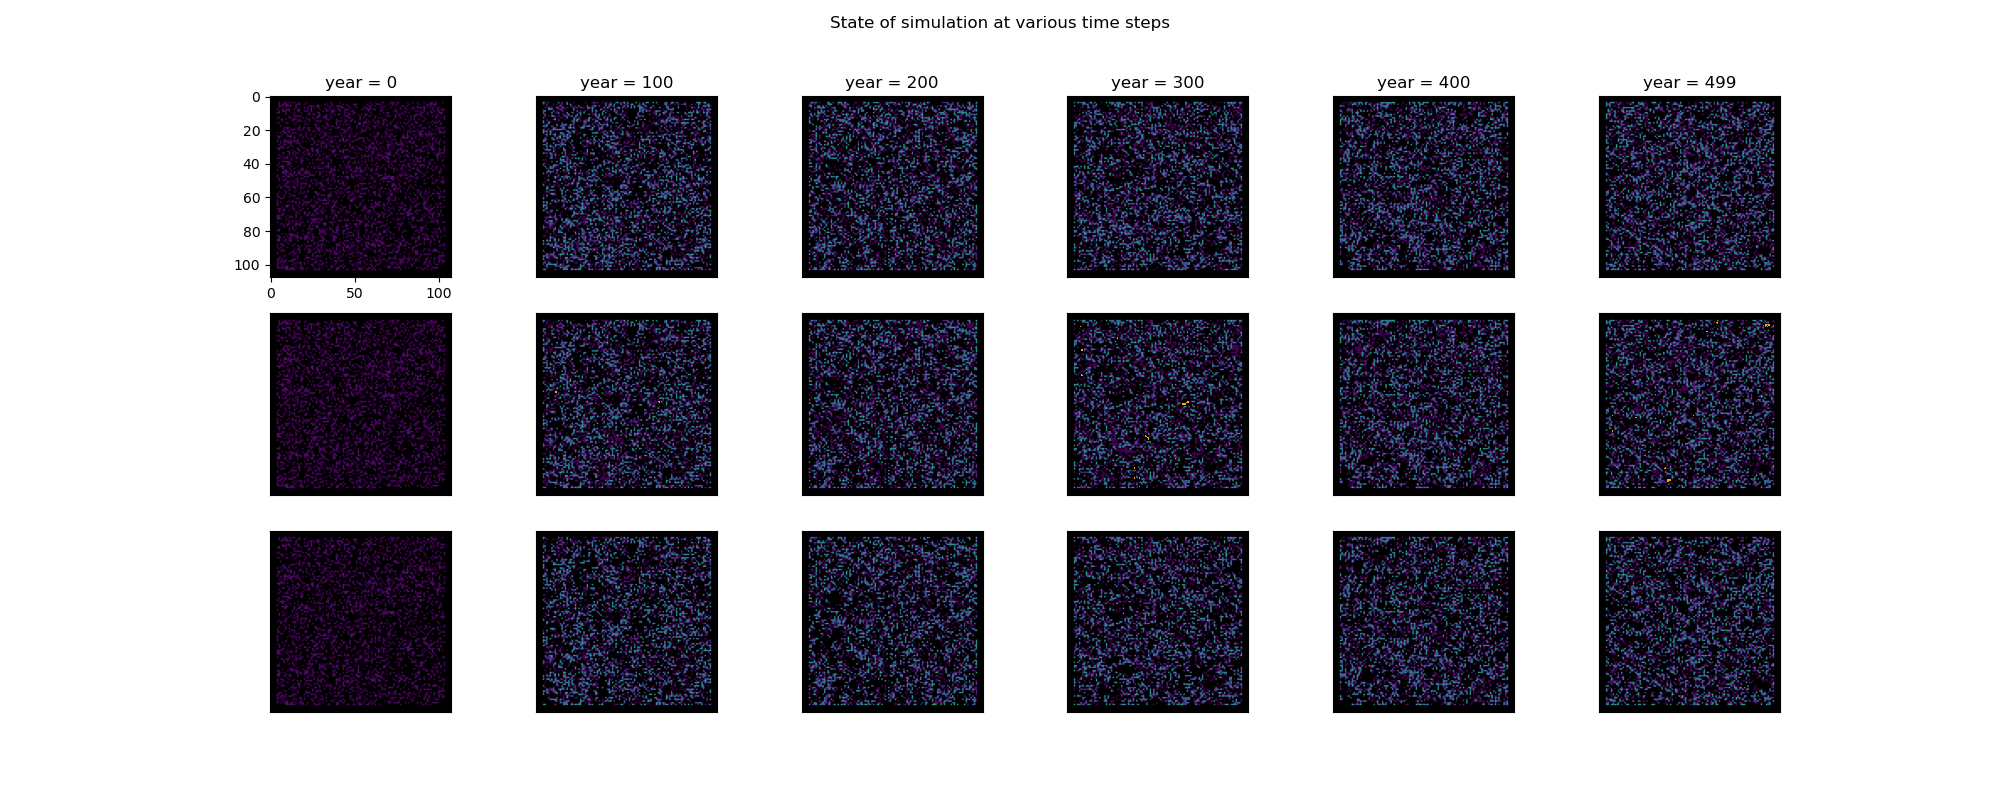 State of simulation at various time steps
year = 0
year = 100
year = 200
year = 300
year = 400
year = 499
0
20
40
60
80
100
0
50
100